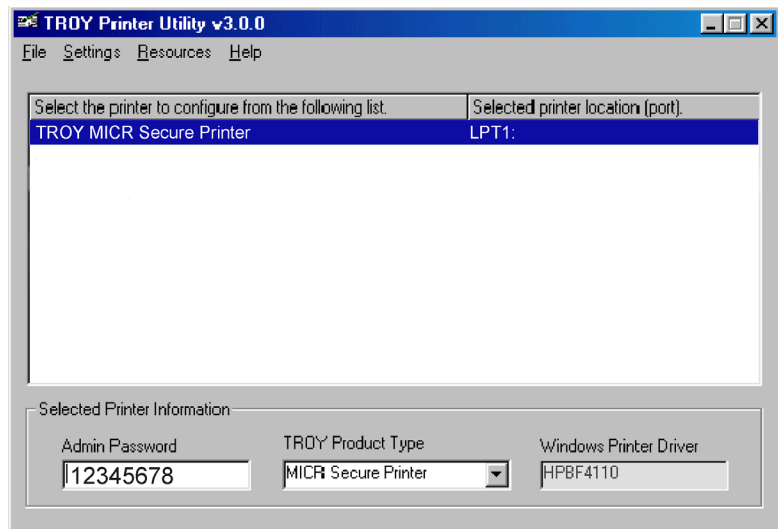 TROY Printer Utility v3.0.0
File Settings Resources Help
Select the printer to configure from the following list. Selected printer location (port).
TROY MICR Secure Printer LPT1:
Selected Printer Information
Admin Password TROY Product Type Windows Printer Driver
12345678 MICR Secure Printer HPBF4110